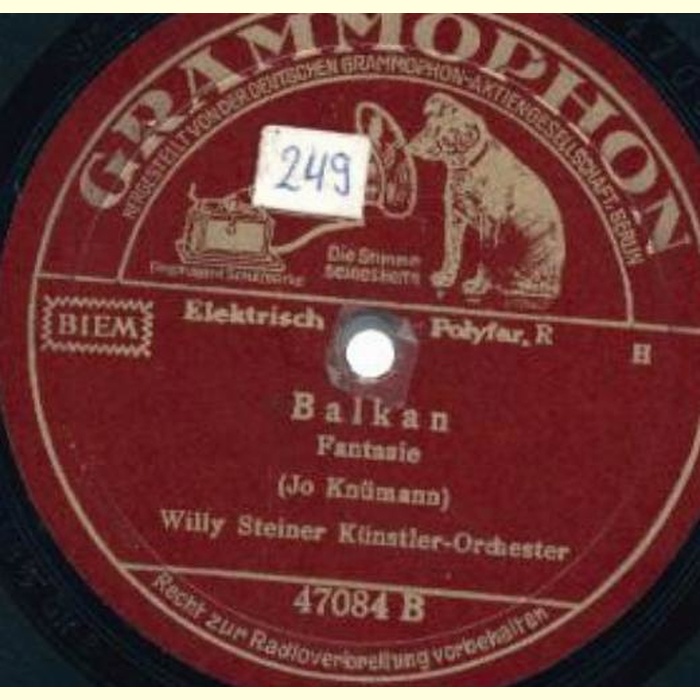 GRAMMOPHON
HERGESTELLT VON DER DEUTSCHEN GRAMMOPHON-AKTIENGESELLSCHAFT, BERLIN
249
Die Stimme
seines Herrn
BIEM
Elektrisch Polyfar, R
H
Balkan
Fantasie
(Jo Knümann)
Willy Steiner Künstler-Orchester
47084 B
Recht zur Radioverbreitung vorbehalten